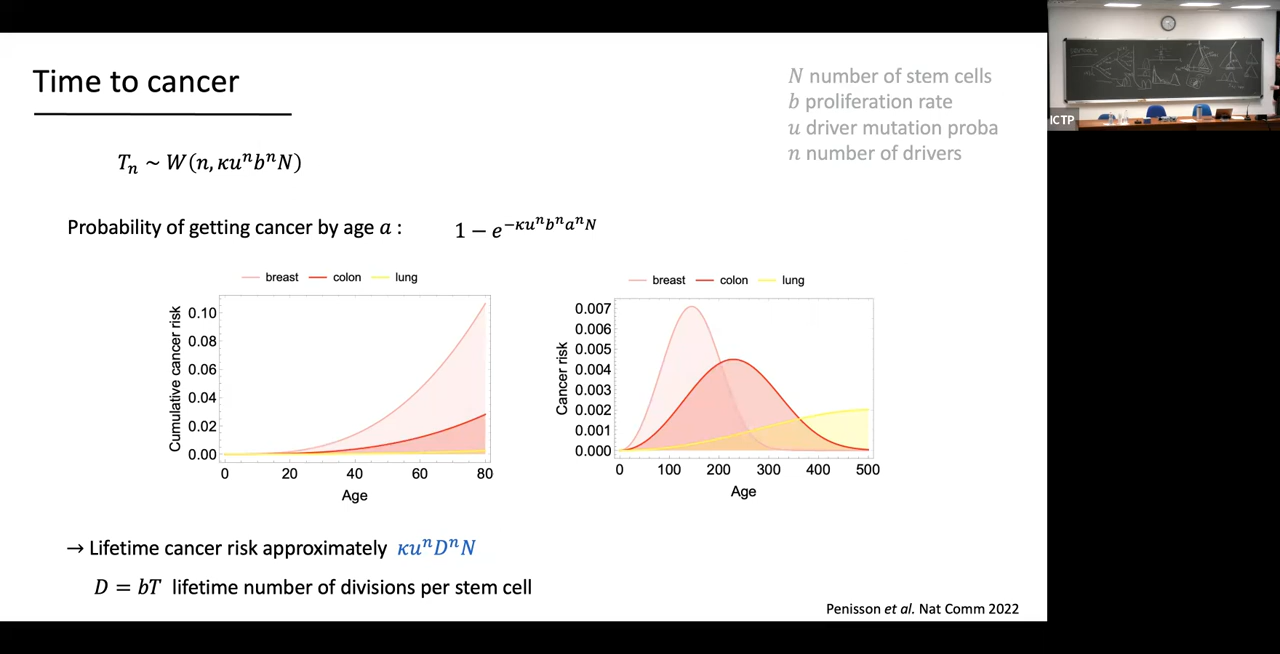 Time to cancer
N number of stem cells
b proliferation rate
u driver mutation proba
n number of drivers
Tₙ ~ W(n, κuⁿbⁿN)
Probability of getting cancer by age a : 1 − e^{−κuⁿbⁿaⁿN}
breast colon lung
Cumulative cancer risk
0.10
0.08
0.06
0.04
0.02
0.00
0 20 40 60 80
Age
breast colon lung
Cancer risk
0.007
0.006
0.005
0.004
0.003
0.002
0.001
0.000
0 100 200 300 400 500
Age
→ Lifetime cancer risk approximately κuⁿDⁿN
D = bT lifetime number of divisions per stem cell
Penisson et al. Nat Comm 2022
ICTP